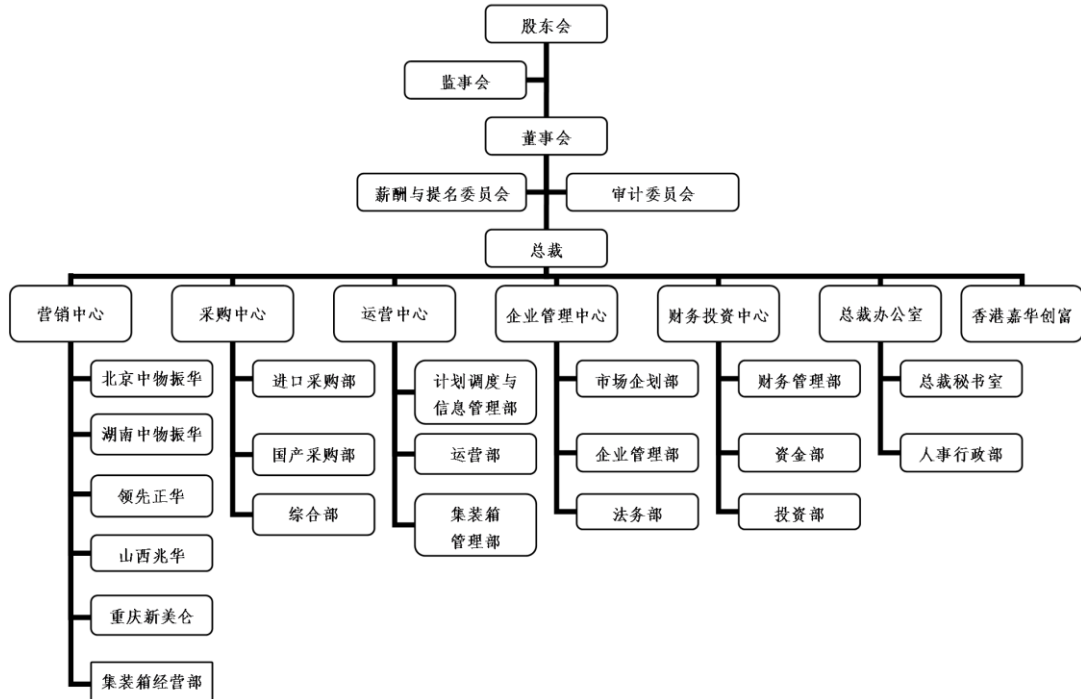 股东会
监事会
董事会
薪酬与提名委员会
审计委员会
总裁
营销中心
采购中心
运营中心
企业管理中心
财务投资中心
总裁办公室
香港嘉华创富
北京中物振华
湖南中物振华
领先正华
山西兆华
重庆新美仑
集装箱经营部
进口采购部
国产采购部
综合部
计划调度与
信息管理部
运营部
集装箱
管理部
市场企划部
企业管理部
法务部
财务管理部
资金部
投资部
总裁秘书室
人事行政部